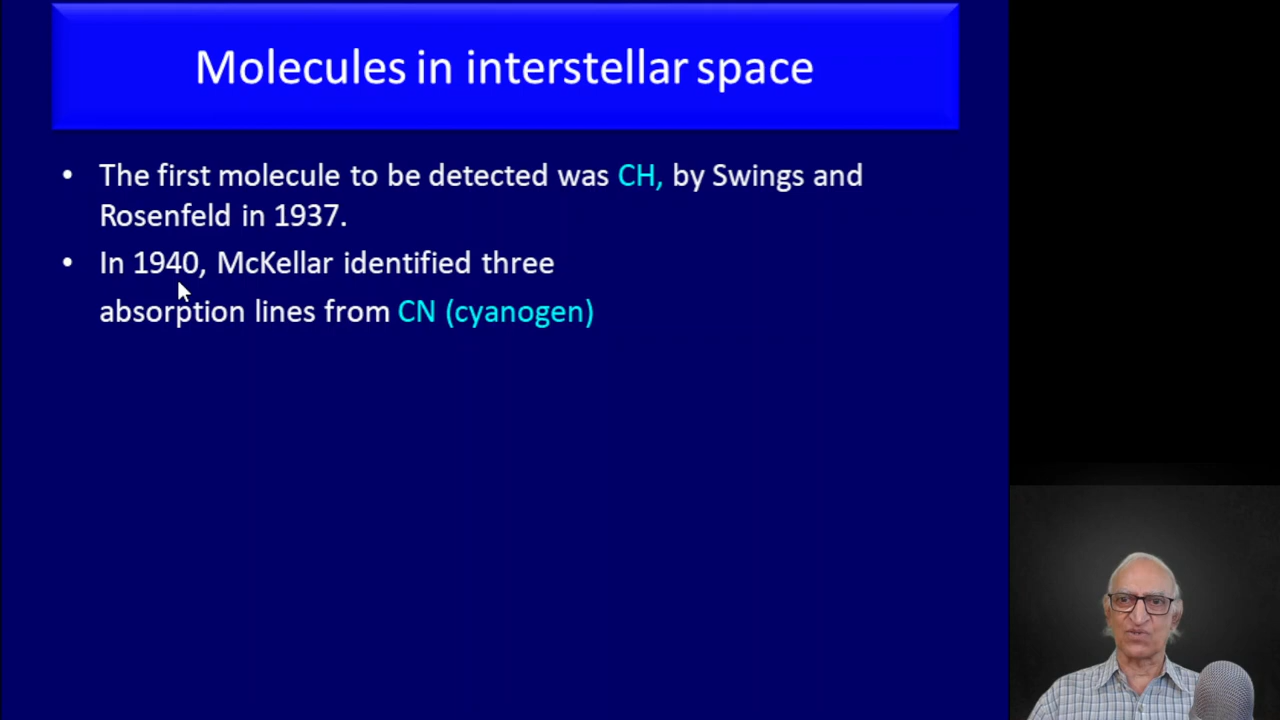 Molecules in interstellar space
• The first molecule to be detected was CH, by Swings and
Rosenfeld in 1937.
• In 1940, McKellar identified three
absorption lines from CN (cyanogen)